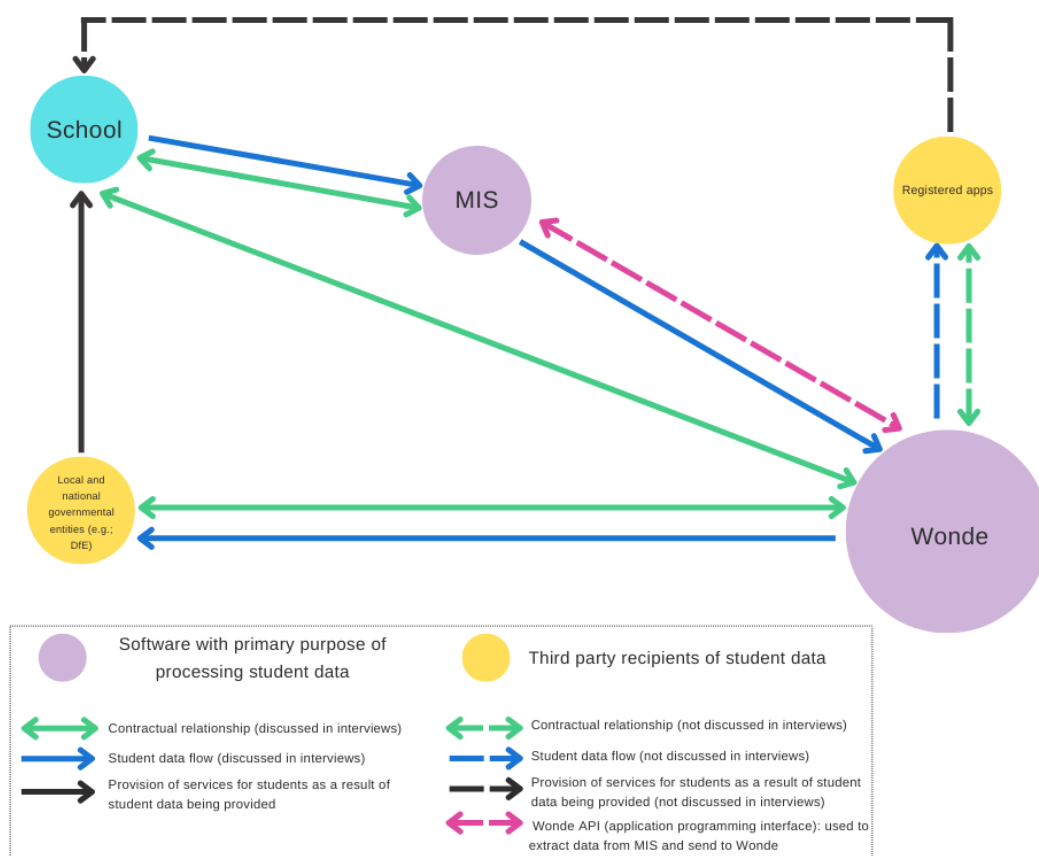 School
MIS
Registered apps
Local and
national
governmental
entities (e.g.;
DfE)
Wonde
Software with primary purpose of
processing student data
Third party recipients of student data
Contractual relationship (discussed in interviews)
Student data flow (discussed in interviews)
Provision of services for students as a result of
student data being provided
Contractual relationship (not discussed in interviews)
Student data flow (not discussed in interviews)
Provision of services for students as a result of student
data being provided (not discussed in interviews)
Wonde API (application programming interface): used to
extract data from MIS and send to Wonde